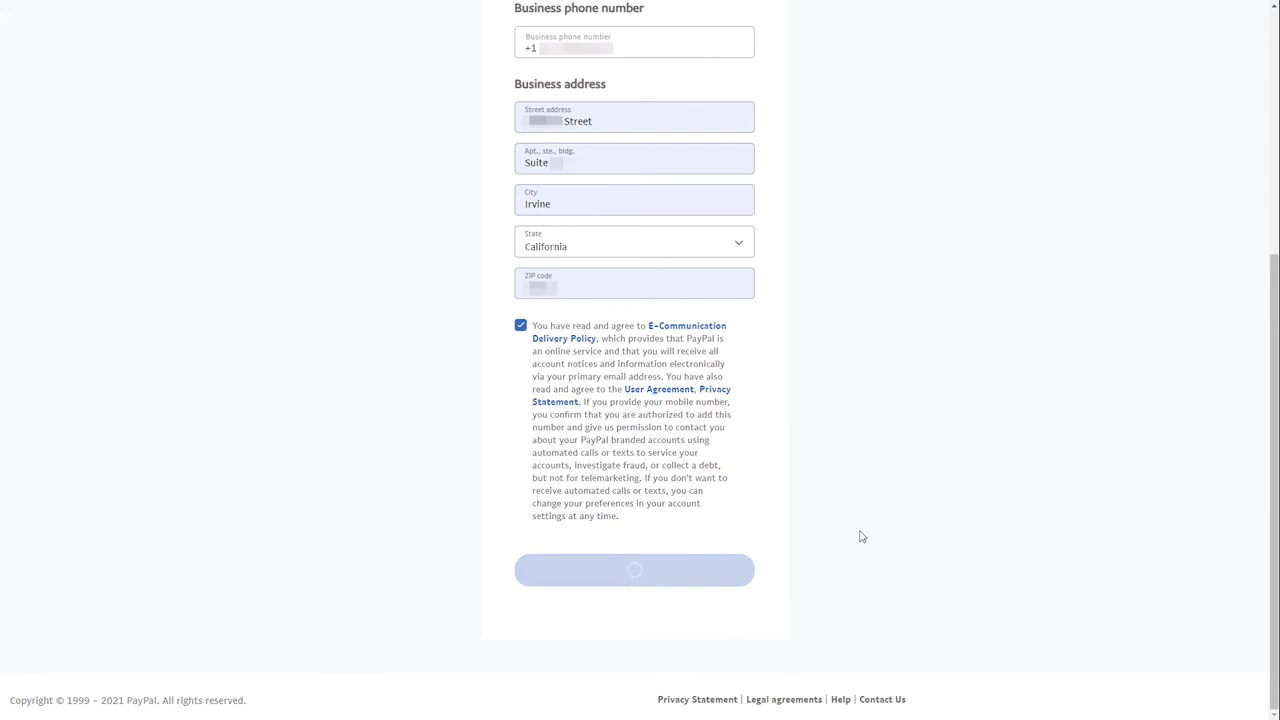 Business phone number
Business phone number
+1
Business address
Street address
Street
Apt., ste., bldg.
Suite
City
Irvine
State
California
ZIP code
You have read and agree to E-Communication
Delivery Policy, which provides that PayPal is
an online service and that you will receive all
account notices and information electronically
via your primary email address. You have also
read and agree to the User Agreement, Privacy
Statement. If you provide your mobile number,
you confirm that you are authorized to add this
number and give us permission to contact you
about your PayPal branded accounts using
automated calls or texts to service your
accounts, investigate fraud, or collect a debt,
but not for telemarketing. If you don't want to
receive automated calls or texts, you can
change your preferences in your account
settings at any time.
Copyright © 1999 - 2021 PayPal. All rights reserved.
Privacy Statement | Legal agreements | Help | Contact Us